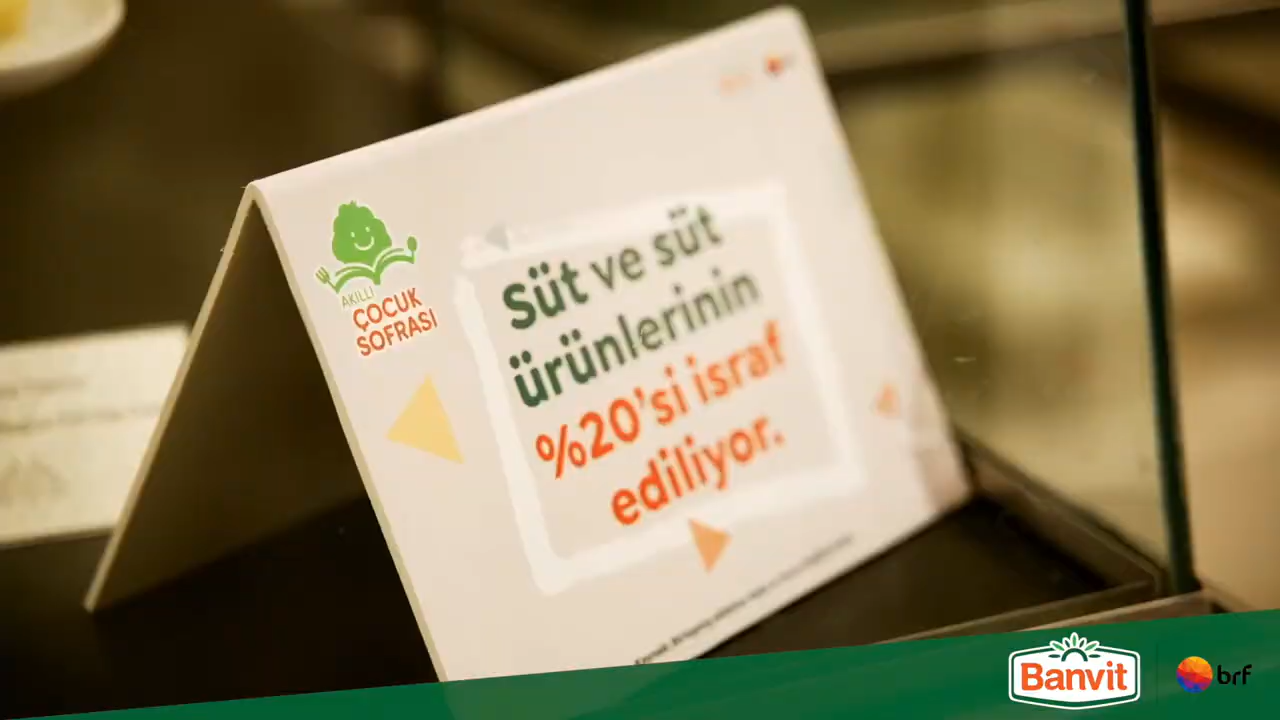 AKILLI
ÇOCUK
SOFRASI
Süt ve süt
ürünlerinin
%20'si israf
ediliyor.
Banvit
brf